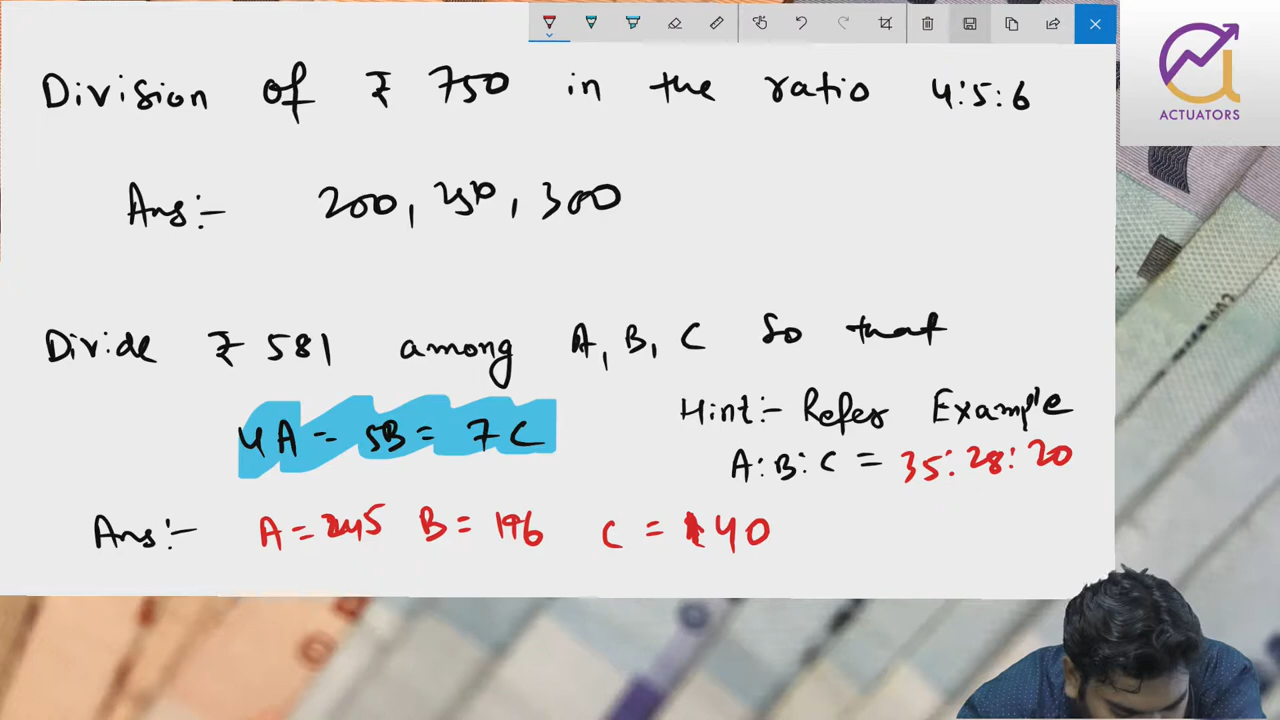 ACTUATORS
Division of ₹ 750 in the ratio 4:5:6
Ans:- 200, 250, 300
Divide ₹ 581 among A, B, C So that
4A = 5B = 7C
Hint:- Refer Example
A:B:C = 35:28:20
Ans:- A = 245 B = 196 C = 140